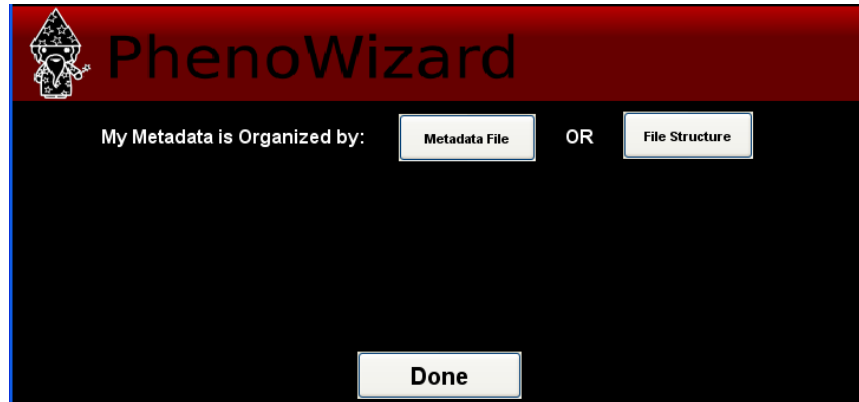 PhenoWizard
My Metadata is Organized by: Metadata File OR File Structure
Done